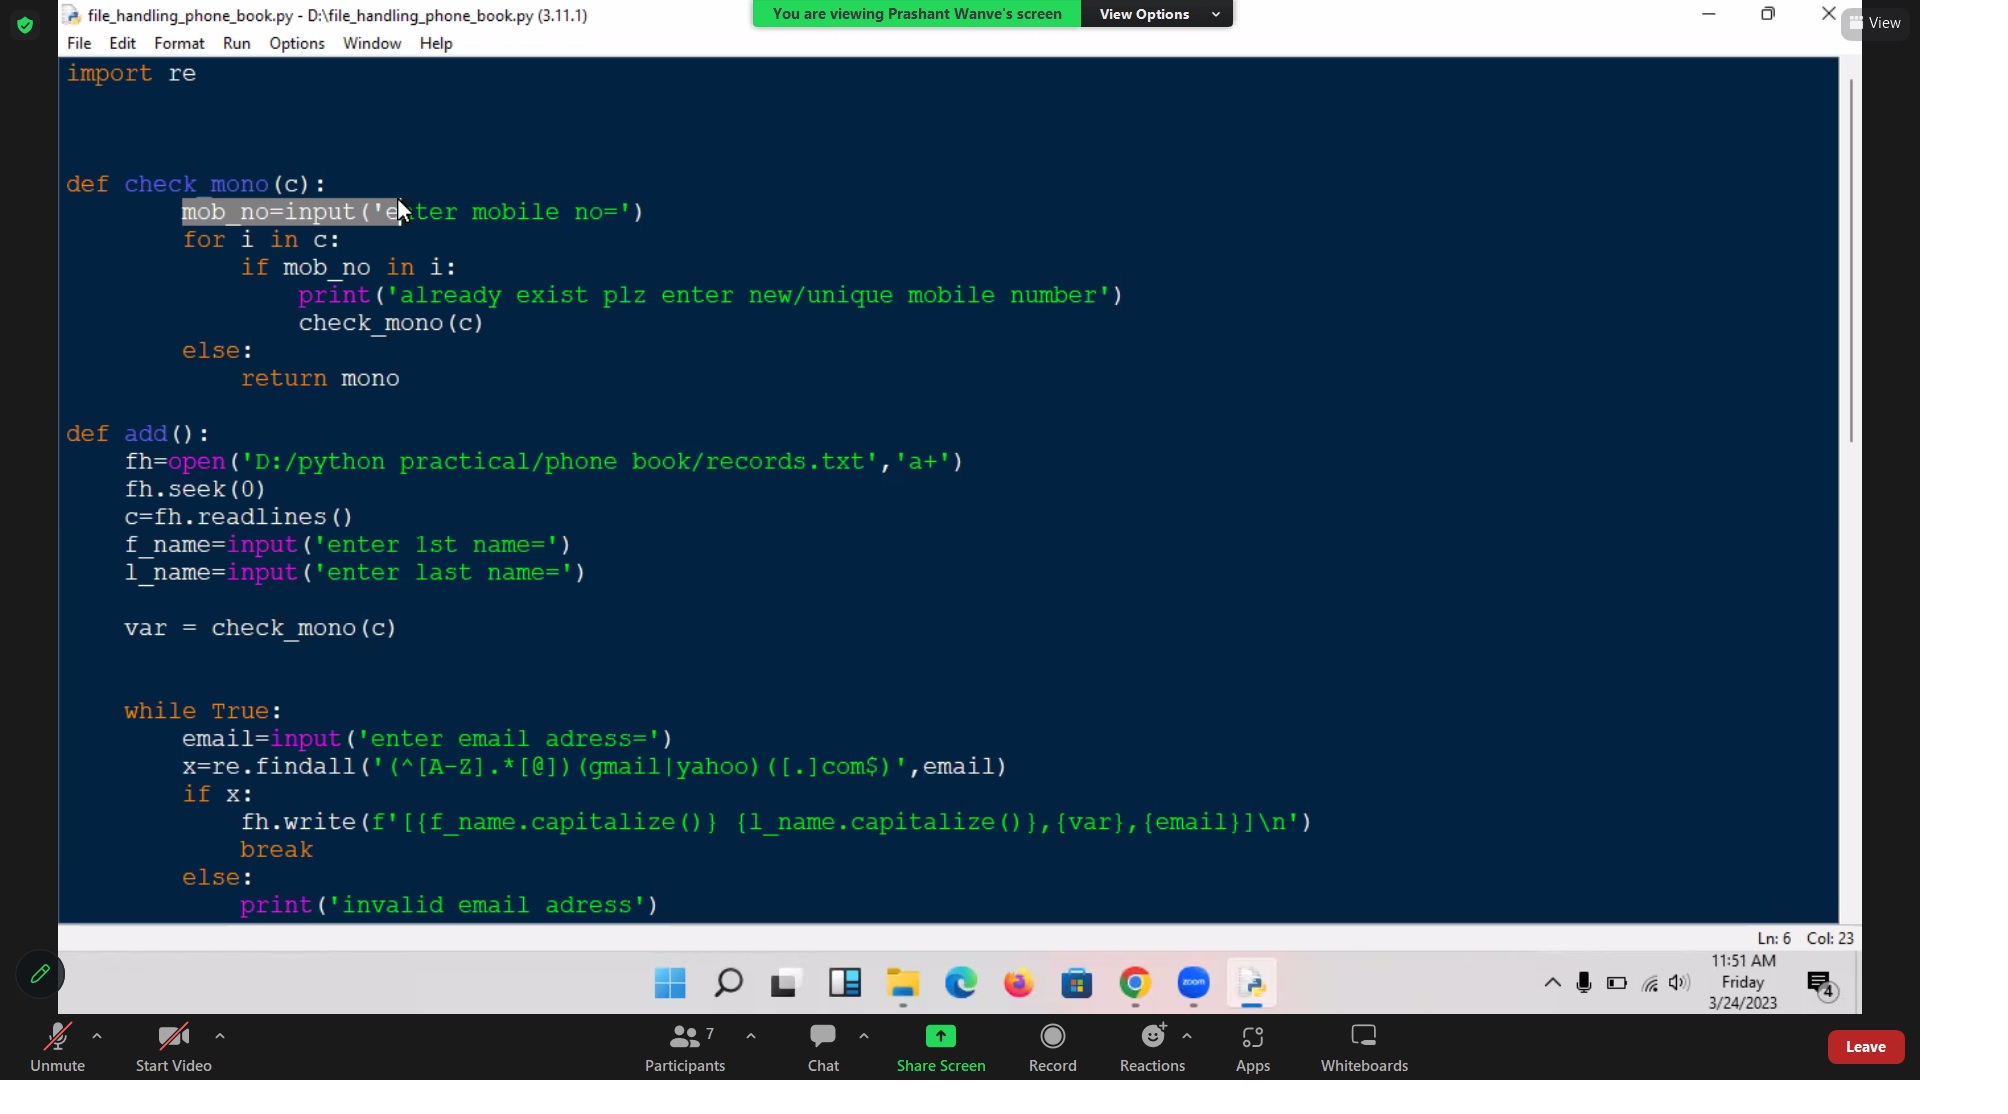 file_handling_phone_book.py - D:\file_handling_phone_book.py (3.11.1)
You are viewing Prashant Wanve's screen View Options
View
File Edit Format Run Options Window Help
import re
def check_mono(c):
mob_no=input('enter mobile no=')
for i in c:
if mob_no in i:
print('already exist plz enter new/unique mobile number')
check_mono(c)
else:
return mono
def add():
fh=open('D:/python practical/phone book/records.txt','a+')
fh.seek(0)
c=fh.readlines()
f_name=input('enter 1st name=')
l_name=input('enter last name=')
var = check_mono(c)
while True:
email=input('enter email adress=')
x=re.findall('(^[A-Z].*[@])(gmail|yahoo)([.]com$)',email)
if x:
fh.write(f'[{f_name.capitalize()} {l_name.capitalize()},{var},{email}]\n')
break
else:
print('invalid email adress')
Ln: 6 Col: 23
zoom
11:51 AM
Friday
3/24/2023
4
Unmute
Start Video
7
Participants
Chat
Share Screen
Record
Reactions
Apps
Whiteboards
Leave